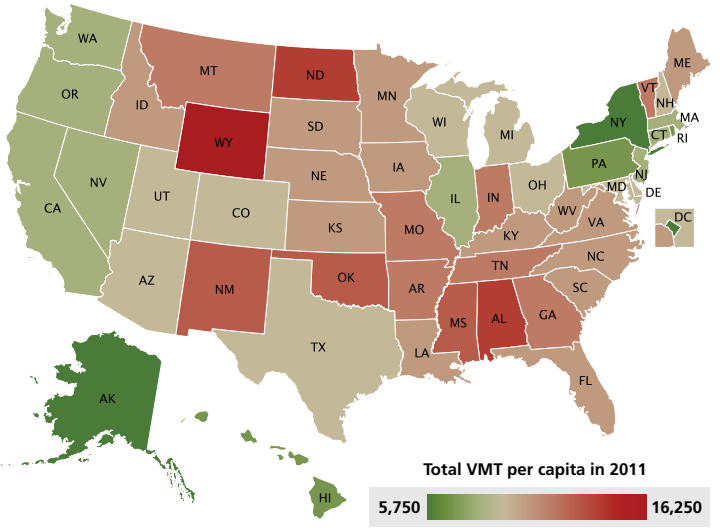 WA
MT
ND
MN
ME
VT
NH
OR
ID
SD
WI
MI
NY
MA
CT
RI
WY
IA
PA
NJ
NV
UT
NE
IL
IN
OH
MD
DE
CA
CO
KS
MO
KY
WV
VA
DC
AZ
NM
OK
AR
TN
NC
SC
TX
LA
MS
AL
GA
FL
AK
HI
Total VMT per capita in 2011
5,750 16,250